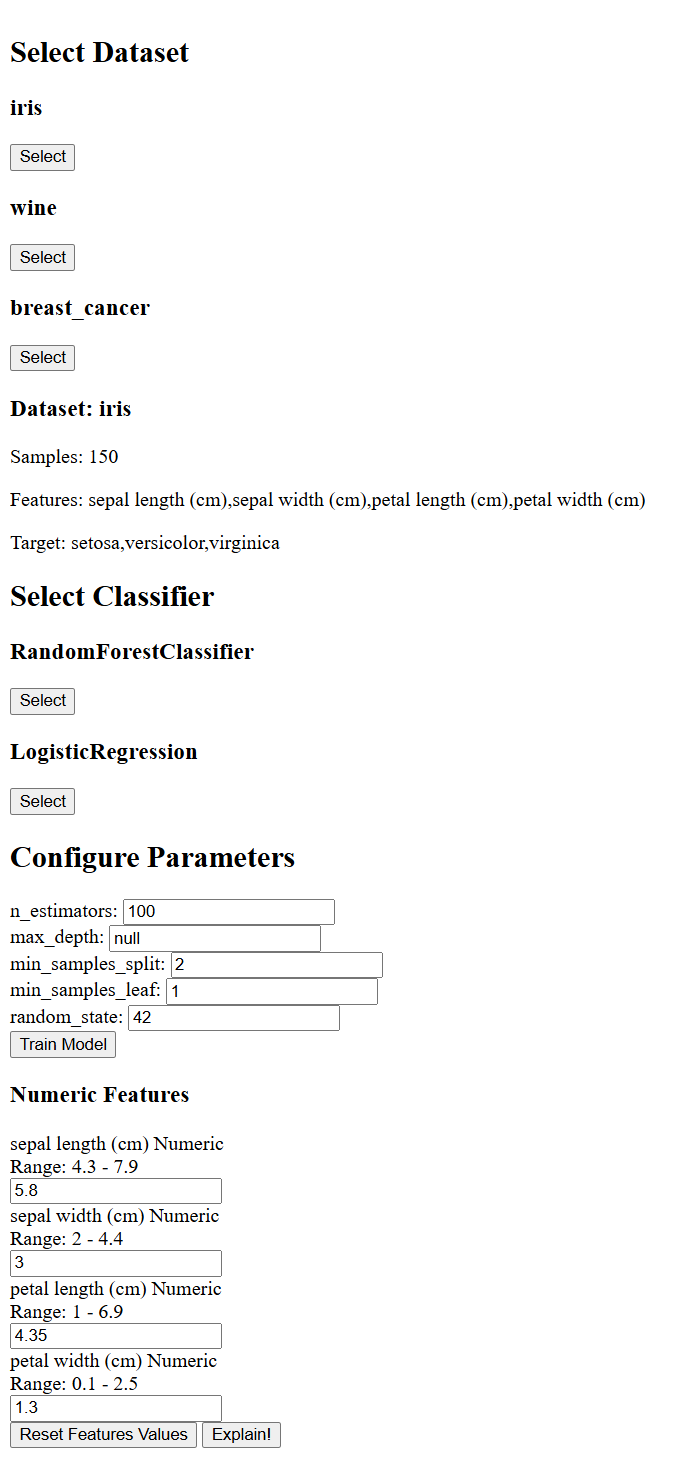 Select Dataset
iris
Select
wine
Select
breast_cancer
Select
Dataset: iris
Samples: 150
Features: sepal length (cm),sepal width (cm),petal length (cm),petal width (cm)
Target: setosa,versicolor,virginica
Select Classifier
RandomForestClassifier
Select
LogisticRegression
Select
Configure Parameters
n_estimators: 100
max_depth: null
min_samples_split: 2
min_samples_leaf: 1
random_state: 42
Train Model
Numeric Features
sepal length (cm) Numeric
Range: 4.3 - 7.9
5.8
sepal width (cm) Numeric
Range: 2 - 4.4
3
petal length (cm) Numeric
Range: 1 - 6.9
4.35
petal width (cm) Numeric
Range: 0.1 - 2.5
1.3
Reset Features Values Explain!